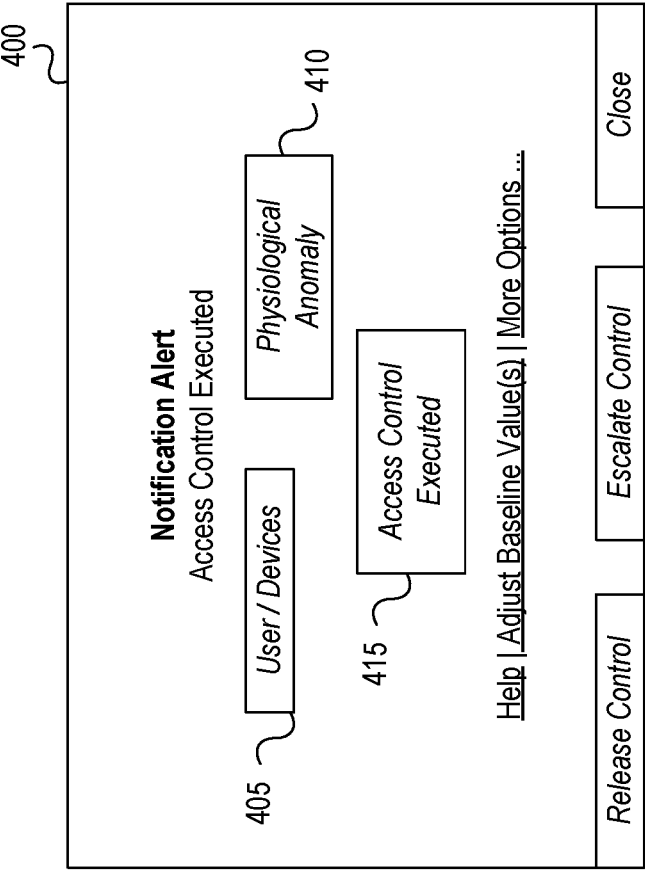 400
Notification Alert
Access Control Executed
405
User / Devices
Physiological
Anomaly
410
415
Access Control
Executed
Help | Adjust Baseline Value(s) | More Options ...
Release Control
Escalate Control
Close